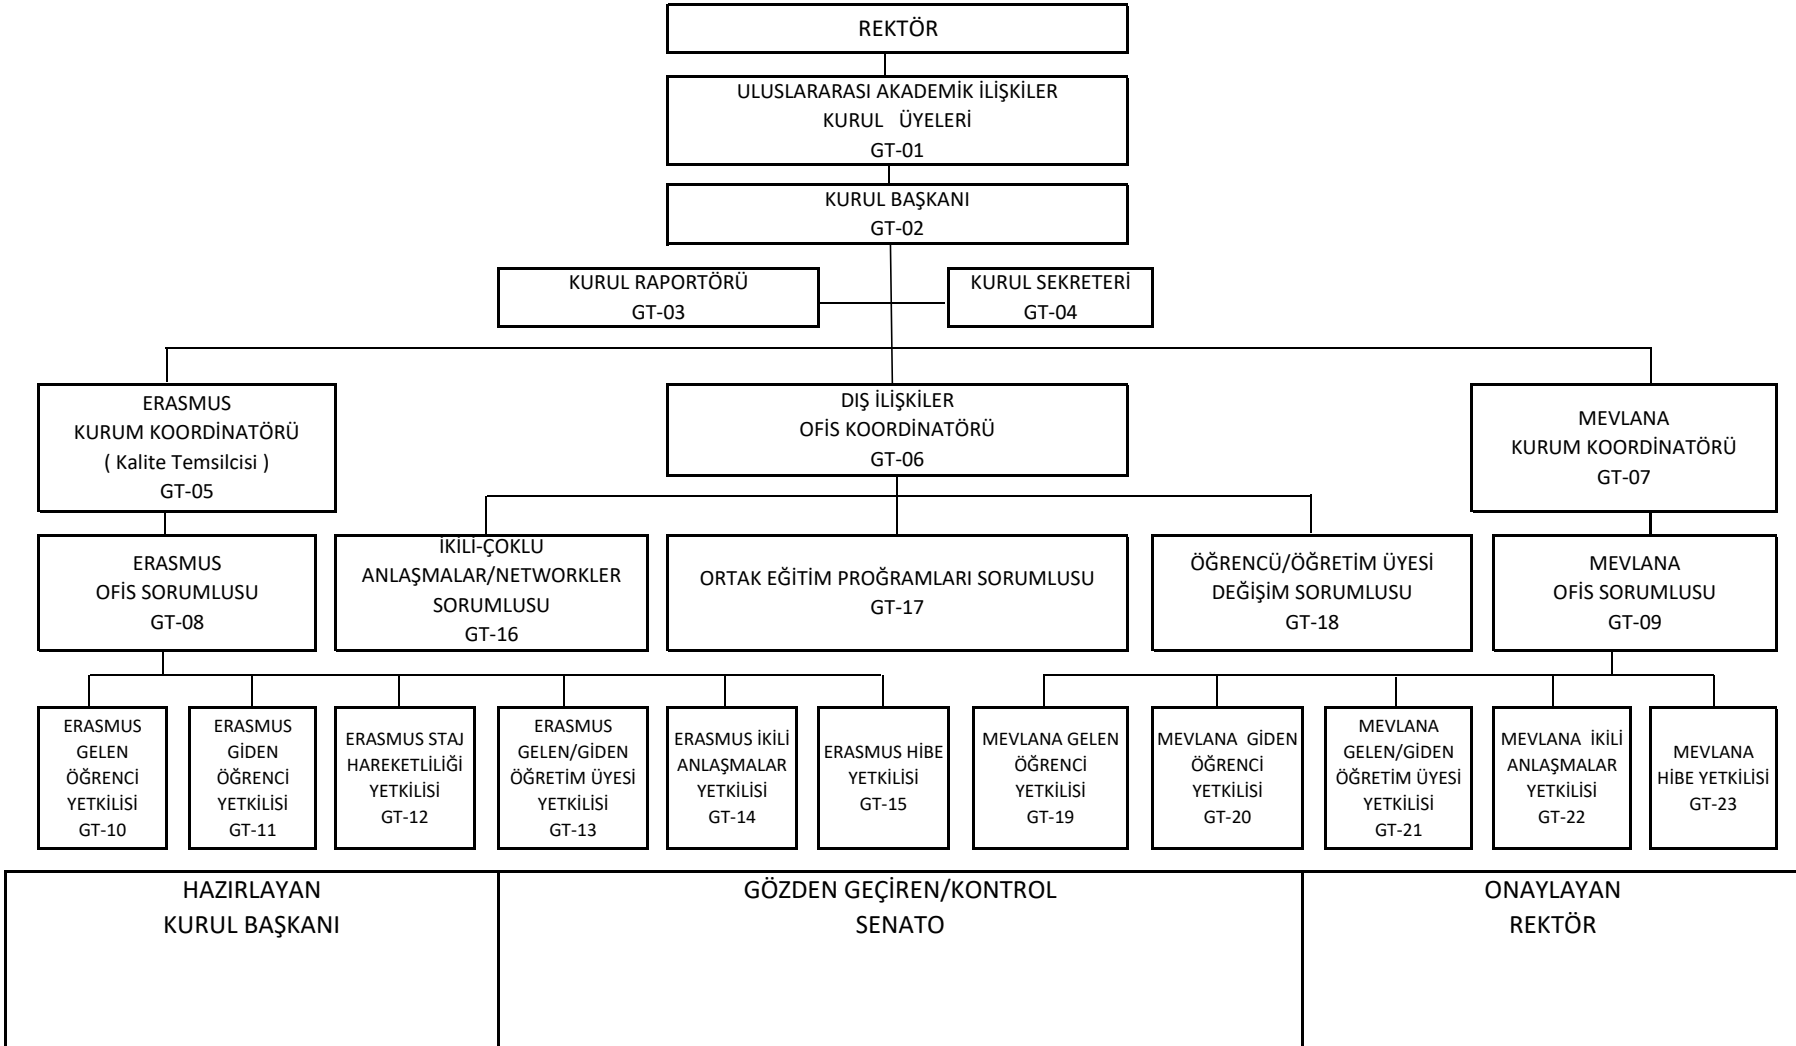 REKTÖR
ULUSLARARASI AKADEMİK İLİŞKİLER
KURUL ÜYELERİ
GT-01
KURUL BAŞKANI
GT-02
KURUL RAPORTÖRÜ
GT-03
KURUL SEKRETERİ
GT-04
ERASMUS
KURUM KOORDİNATÖRÜ
( Kalite Temsilcisi )
GT-05
DIŞ İLİŞKİLER
OFİS KOORDİNATÖRÜ
GT-06
MEVLANA
KURUM KOORDİNATÖRÜ
GT-07
ERASMUS
OFİS SORUMLUSU
GT-08
İKİLİ-ÇOKLU
ANLAŞMALAR/NETWORKLER
SORUMLUSU
GT-16
ORTAK EĞİTİM PROĞRAMLARI SORUMLUSU
GT-17
ÖĞRENCÜ/ÖĞRETİM ÜYESİ
DEĞİŞİM SORUMLUSU
GT-18
MEVLANA
OFİS SORUMLUSU
GT-09
ERASMUS
GELEN
ÖĞRENCİ
YETKİLİSİ
GT-10
ERASMUS
GİDEN
ÖĞRENCİ
YETKİLİSİ
GT-11
ERASMUS STAJ
HAREKETLİLİĞİ
YETKİLİSİ
GT-12
ERASMUS
GELEN/GİDEN
ÖĞRETİM ÜYESİ
YETKİLİSİ
GT-13
ERASMUS İKİLİ
ANLAŞMALAR
YETKİLİSİ
GT-14
ERASMUS HİBE
YETKİLİSİ
GT-15
MEVLANA GELEN
ÖĞRENCİ
YETKİLİSİ
GT-19
MEVLANA GİDEN
ÖĞRENCİ
YETKİLİSİ
GT-20
MEVLANA
GELEN/GİDEN
ÖĞRETİM ÜYESİ
YETKİLİSİ
GT-21
MEVLANA İKİLİ
ANLAŞMALAR
YETKİLİSİ
GT-22
MEVLANA
HİBE YETKİLİSİ
GT-23
HAZIRLAYAN
KURUL BAŞKANI
GÖZDEN GEÇİREN/KONTROL
SENATO
ONAYLAYAN
REKTÖR